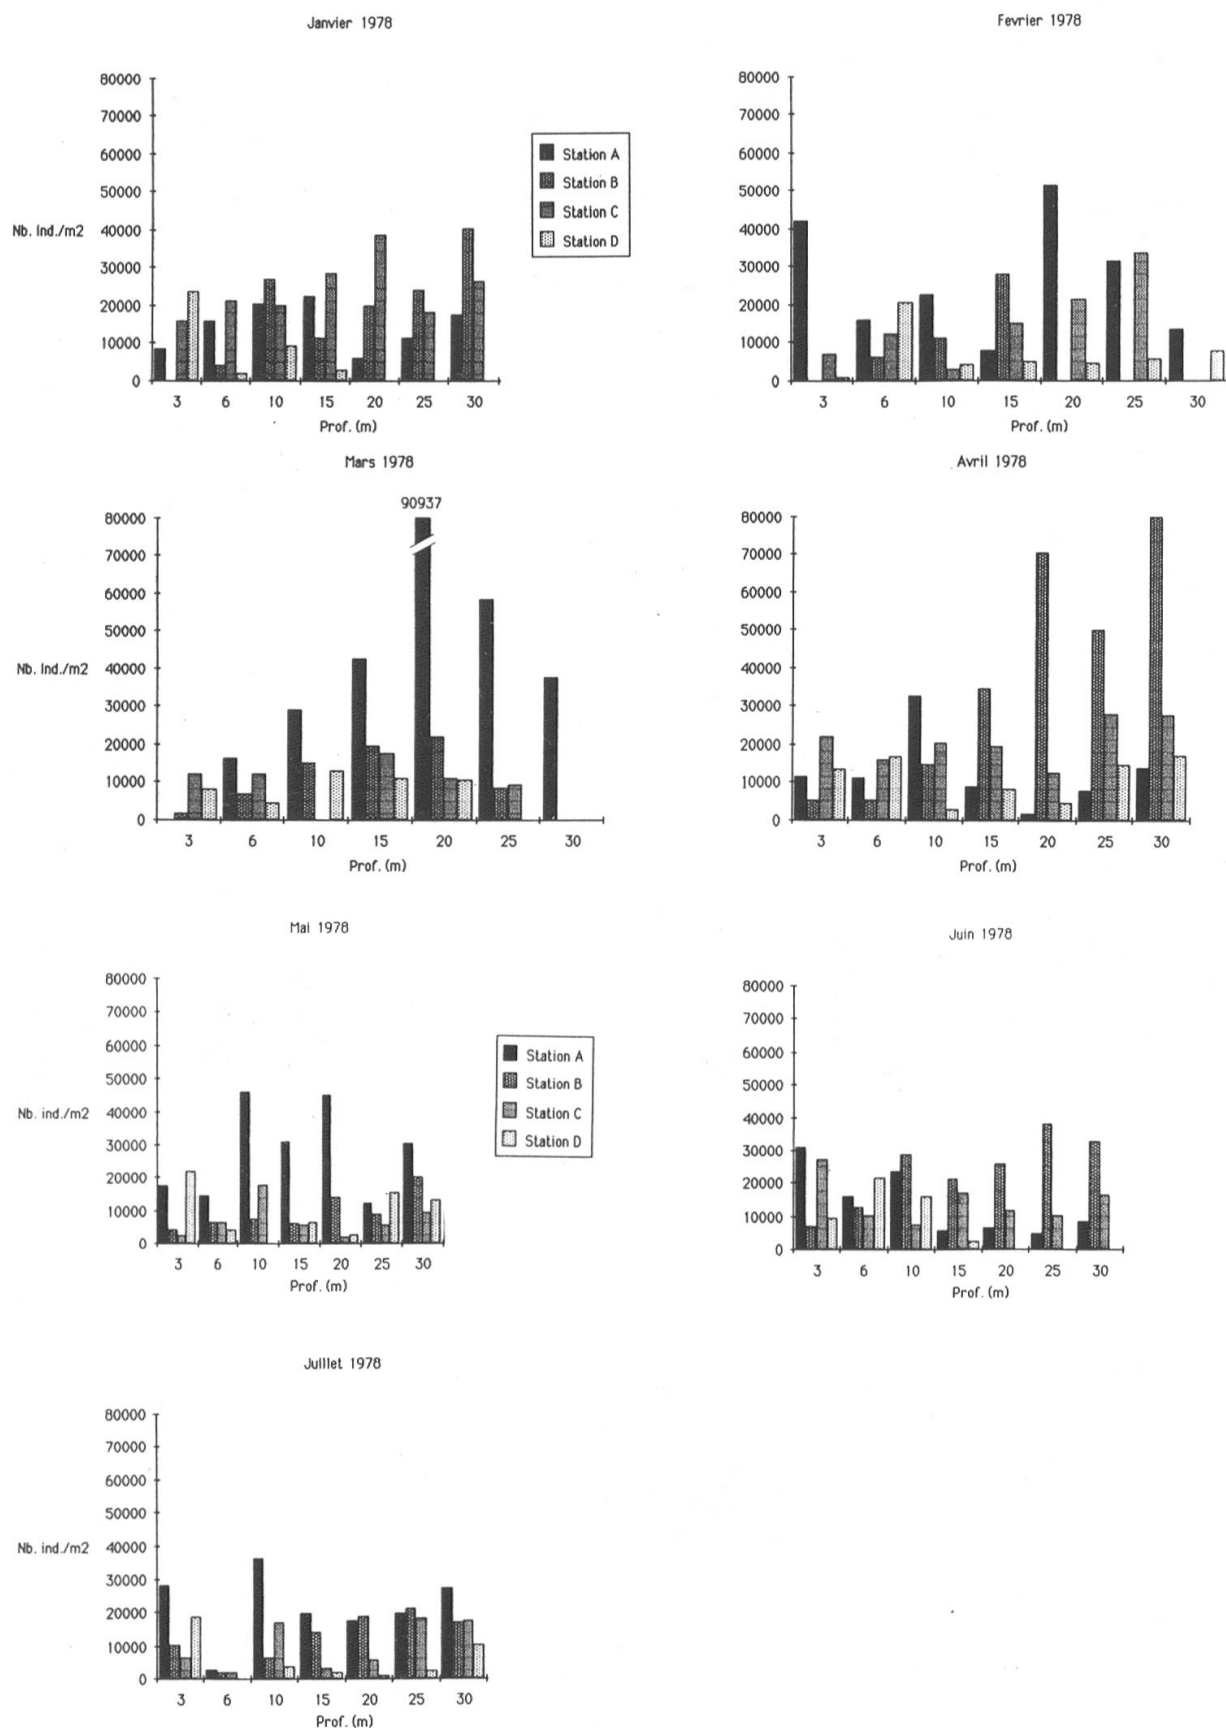 Janvier 1978
80000
70000
60000
50000
40000
30000
20000
10000
0
Nb. Ind./m2
3 6 10 15 20 25 30
Prof. (m)
Station A
Station B
Station C
Station D
Fevrier 1978
80000
70000
60000
50000
40000
30000
20000
10000
0
3 6 10 15 20 25 30
Prof. (m)
Mars 1978
90937
80000
70000
60000
50000
40000
30000
20000
10000
0
Nb. Ind./m2
3 6 10 15 20 25 30
Prof. (m)
Avril 1978
80000
70000
60000
50000
40000
30000
20000
10000
0
3 6 10 15 20 25 30
Prof. (m)
Mai 1978
80000
70000
60000
50000
40000
30000
20000
10000
0
Nb. ind./m2
3 6 10 15 20 25 30
Prof. (m)
Station A
Station B
Station C
Station D
Juin 1978
80000
70000
60000
50000
40000
30000
20000
10000
0
3 6 10 15 20 25 30
Prof. (m)
Juillet 1978
80000
70000
60000
50000
40000
30000
20000
10000
0
Nb. ind./m2
3 6 10 15 20 25 30
Prof. (m)